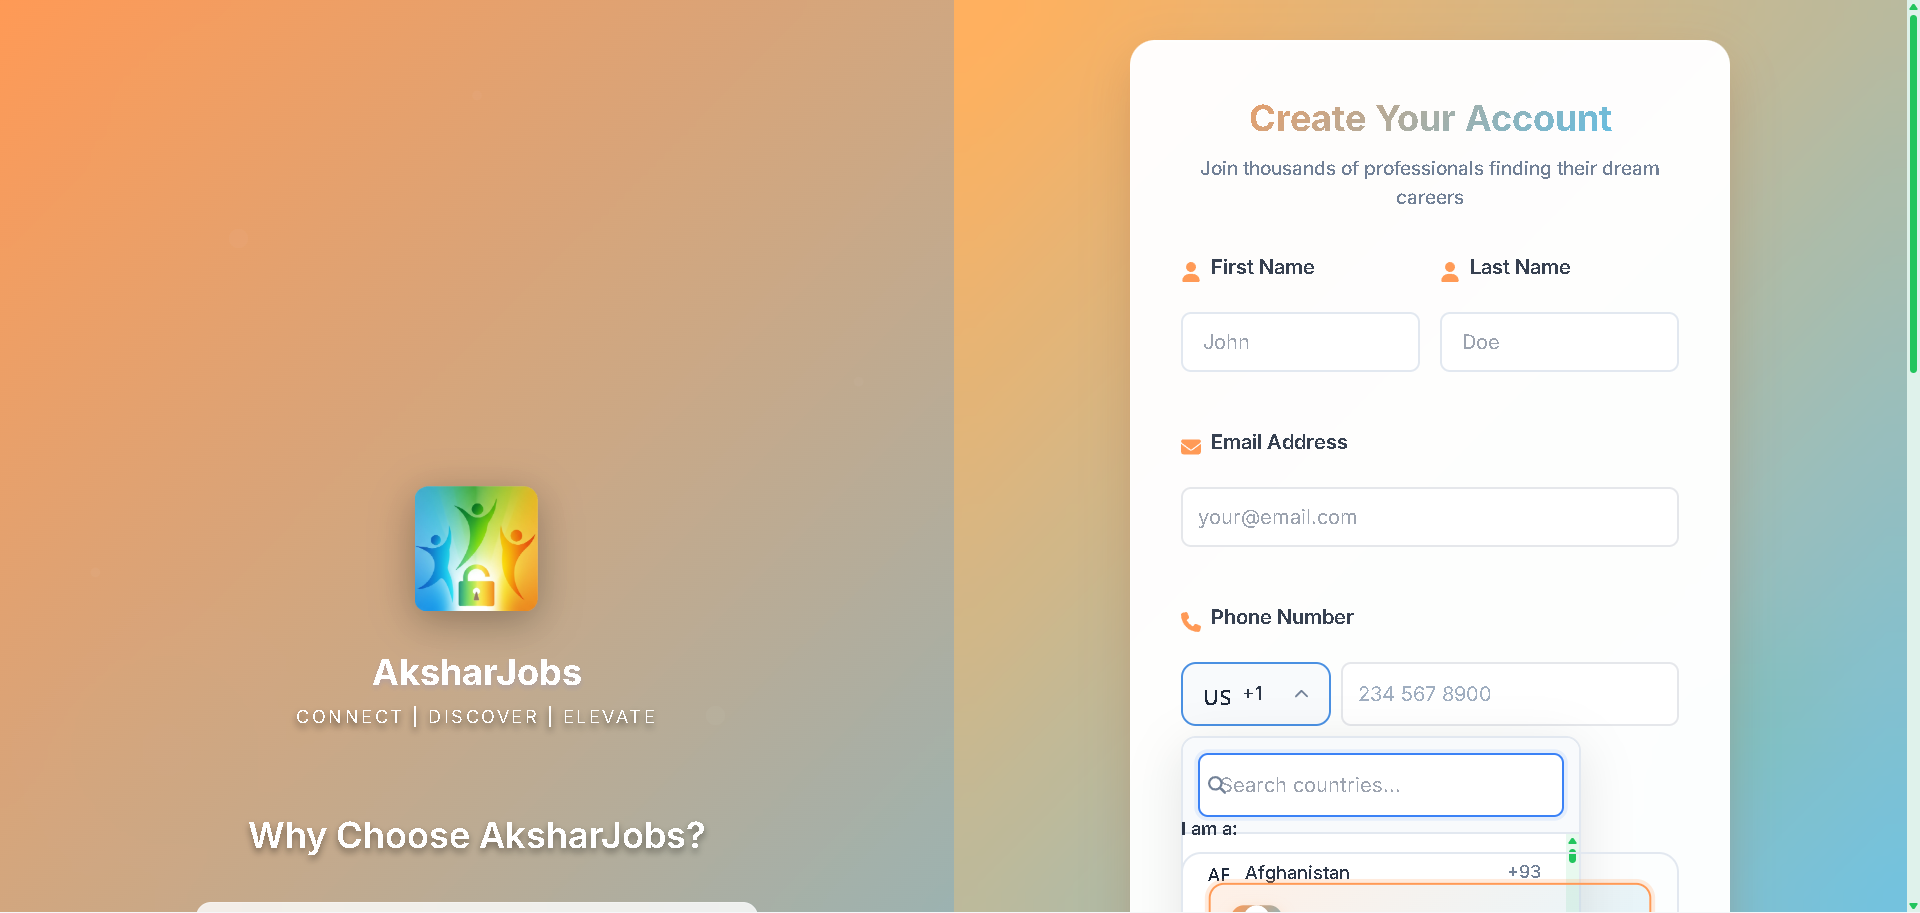 AksharJobs
CONNECT | DISCOVER | ELEVATE
Why Choose AksharJobs?
Create Your Account
Join thousands of professionals finding their dream
careers
First Name
Last Name
John
Doe
Email Address
your@email.com
Phone Number
US +1
234 567 8900
Search countries...
I am a:
AF Afghanistan +93